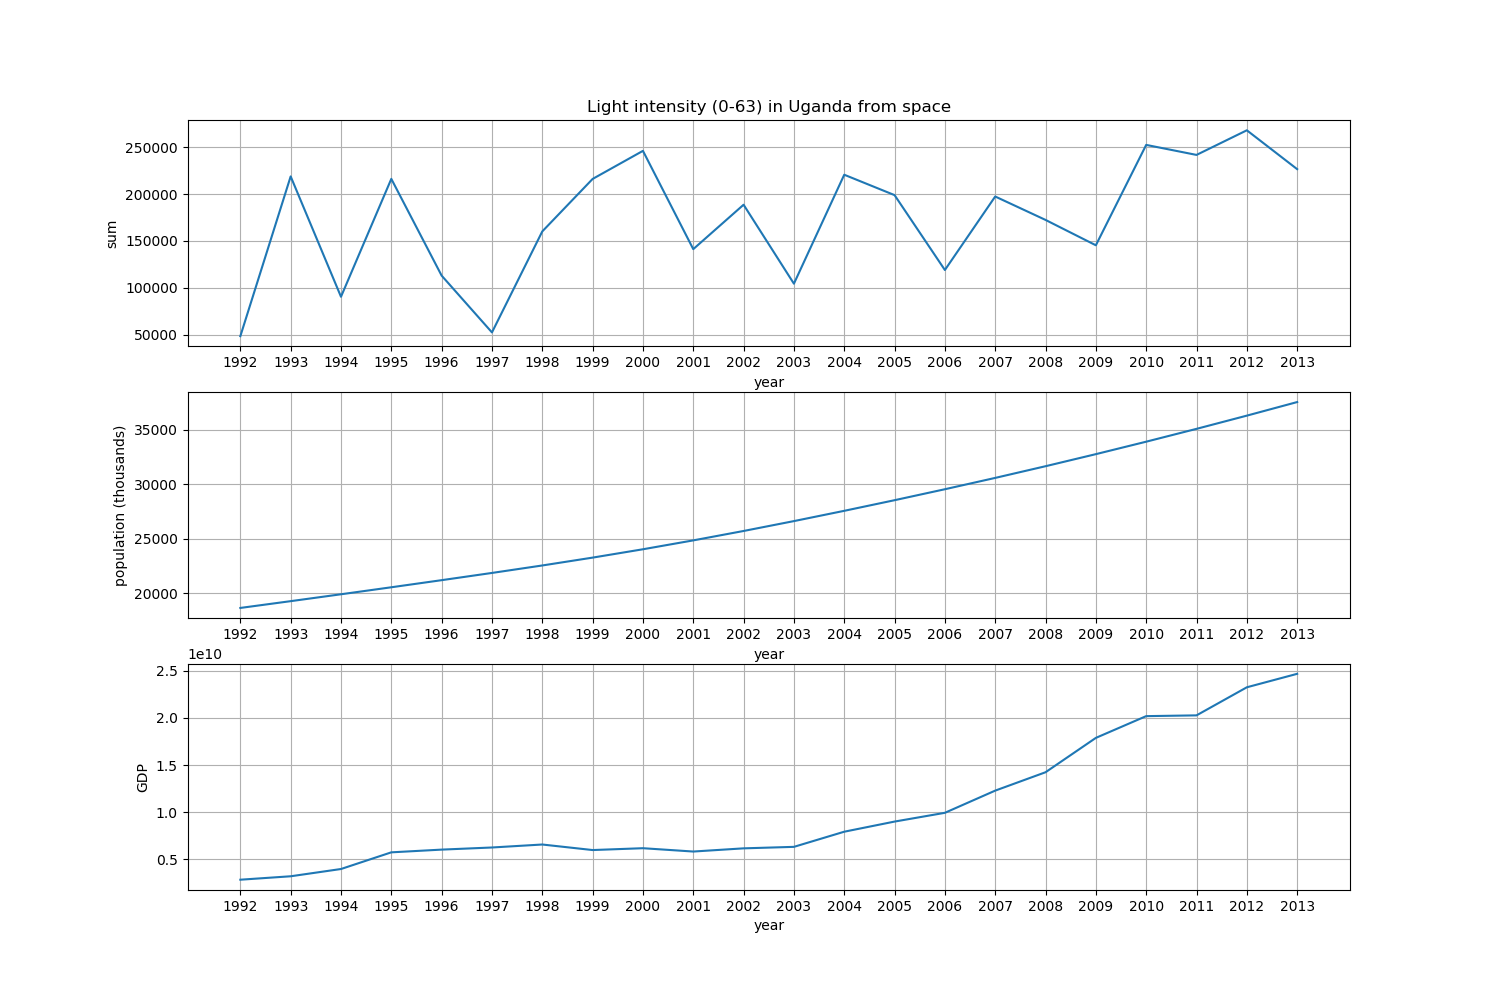 Light intensity (0-63) in Uganda from space
250000
200000
150000
100000
50000
sum
1992 1993 1994 1995 1996 1997 1998 1999 2000 2001 2002 2003 2004 2005 2006 2007 2008 2009 2010 2011 2012 2013
year
35000
30000
25000
20000
population (thousands)
1992 1993 1994 1995 1996 1997 1998 1999 2000 2001 2002 2003 2004 2005 2006 2007 2008 2009 2010 2011 2012 2013
year
1e10
2.5
2.0
1.5
1.0
0.5
GDP
1992 1993 1994 1995 1996 1997 1998 1999 2000 2001 2002 2003 2004 2005 2006 2007 2008 2009 2010 2011 2012 2013
year